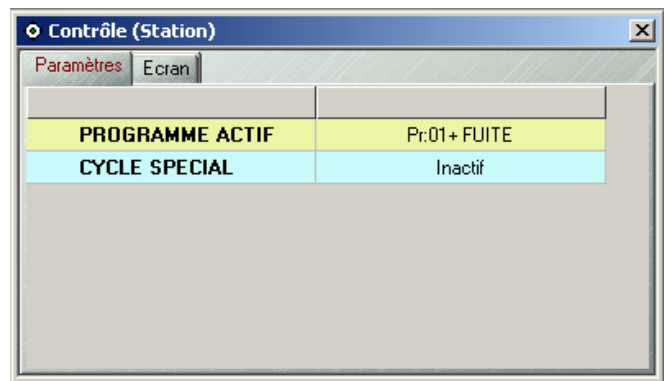 Contrôle (Station)
Paramètres Ecran
PROGRAMME ACTIF Pr:01+ FUITE
CYCLE SPECIAL Inactif